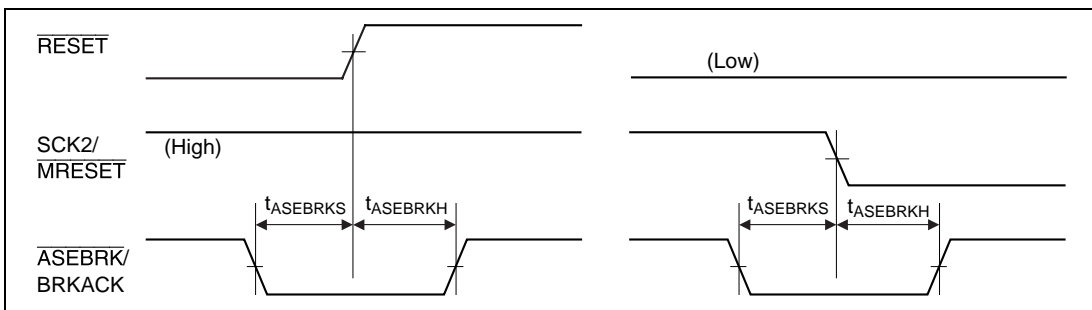 RESET
(Low)
SCK2/
MRESET
(High)
tASEBRKS
tASEBRKH
tASEBRKS
tASEBRKH
ASEBRK/
BRKACK